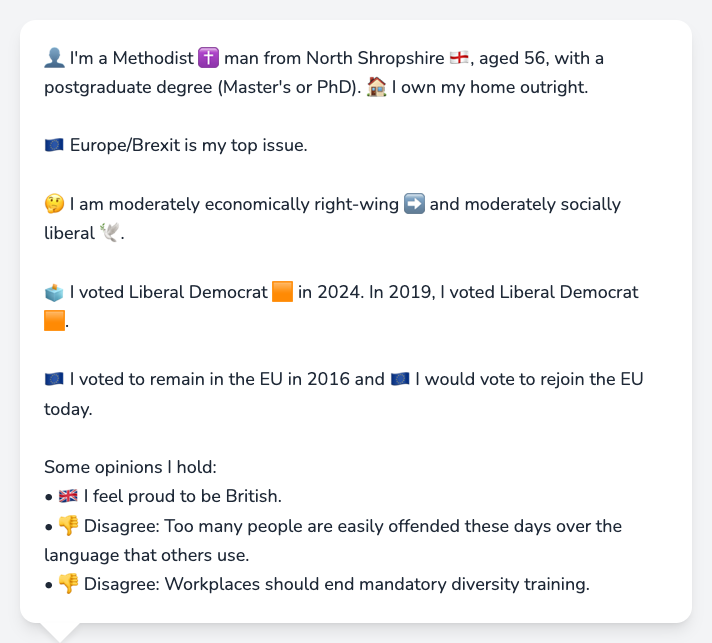 👤 I'm a Methodist ✝️ man from North Shropshire 🏴󠁧󠁢󠁥󠁮󠁧󠁿, aged 56, with a
postgraduate degree (Master's or PhD). 🏠 I own my home outright.
🇪🇺 Europe/Brexit is my top issue.
🤔 I am moderately economically right-wing ➡️ and moderately socially
liberal 🕊️.
🗳️ I voted Liberal Democrat 🟧 in 2024. In 2019, I voted Liberal Democrat
🟧.
🇪🇺 I voted to remain in the EU in 2016 and 🇪🇺 I would vote to rejoin the EU
today.
Some opinions I hold:
• 🇬🇧 I feel proud to be British.
• 👎 Disagree: Too many people are easily offended these days over the
language that others use.
• 👎 Disagree: Workplaces should end mandatory diversity training.